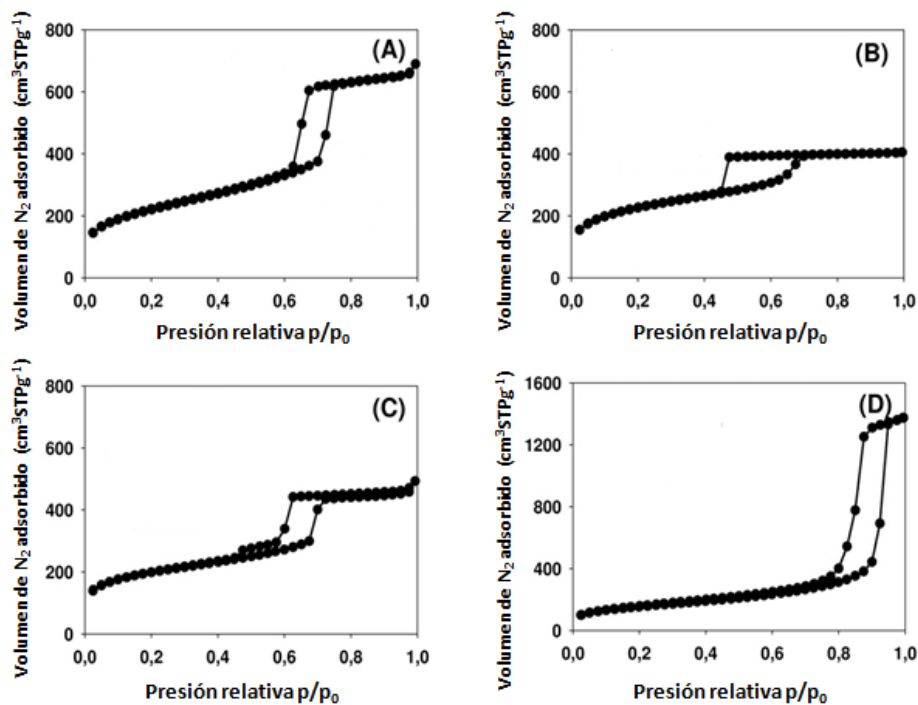 800
600
400
200
0
0,0 0,2 0,4 0,6 0,8 1,0
(A)
Volumen de N₂ adsorbido (cm³STPg⁻¹)
Presión relativa p/p₀
800
600
400
200
0
0,0 0,2 0,4 0,6 0,8 1,0
(B)
Volumen de N₂ adsorbido (cm³STPg⁻¹)
Presión relativa p/p₀
800
600
400
200
0
0,0 0,2 0,4 0,6 0,8 1,0
(C)
Volumen de N₂ adsorbido (cm³STPg⁻¹)
Presión relativa p/p₀
1600
1200
800
400
0
0,0 0,2 0,4 0,6 0,8 1,0
(D)
Volumen de N₂ adsorbido (cm³STPg⁻¹)
Presión relativa p/p₀